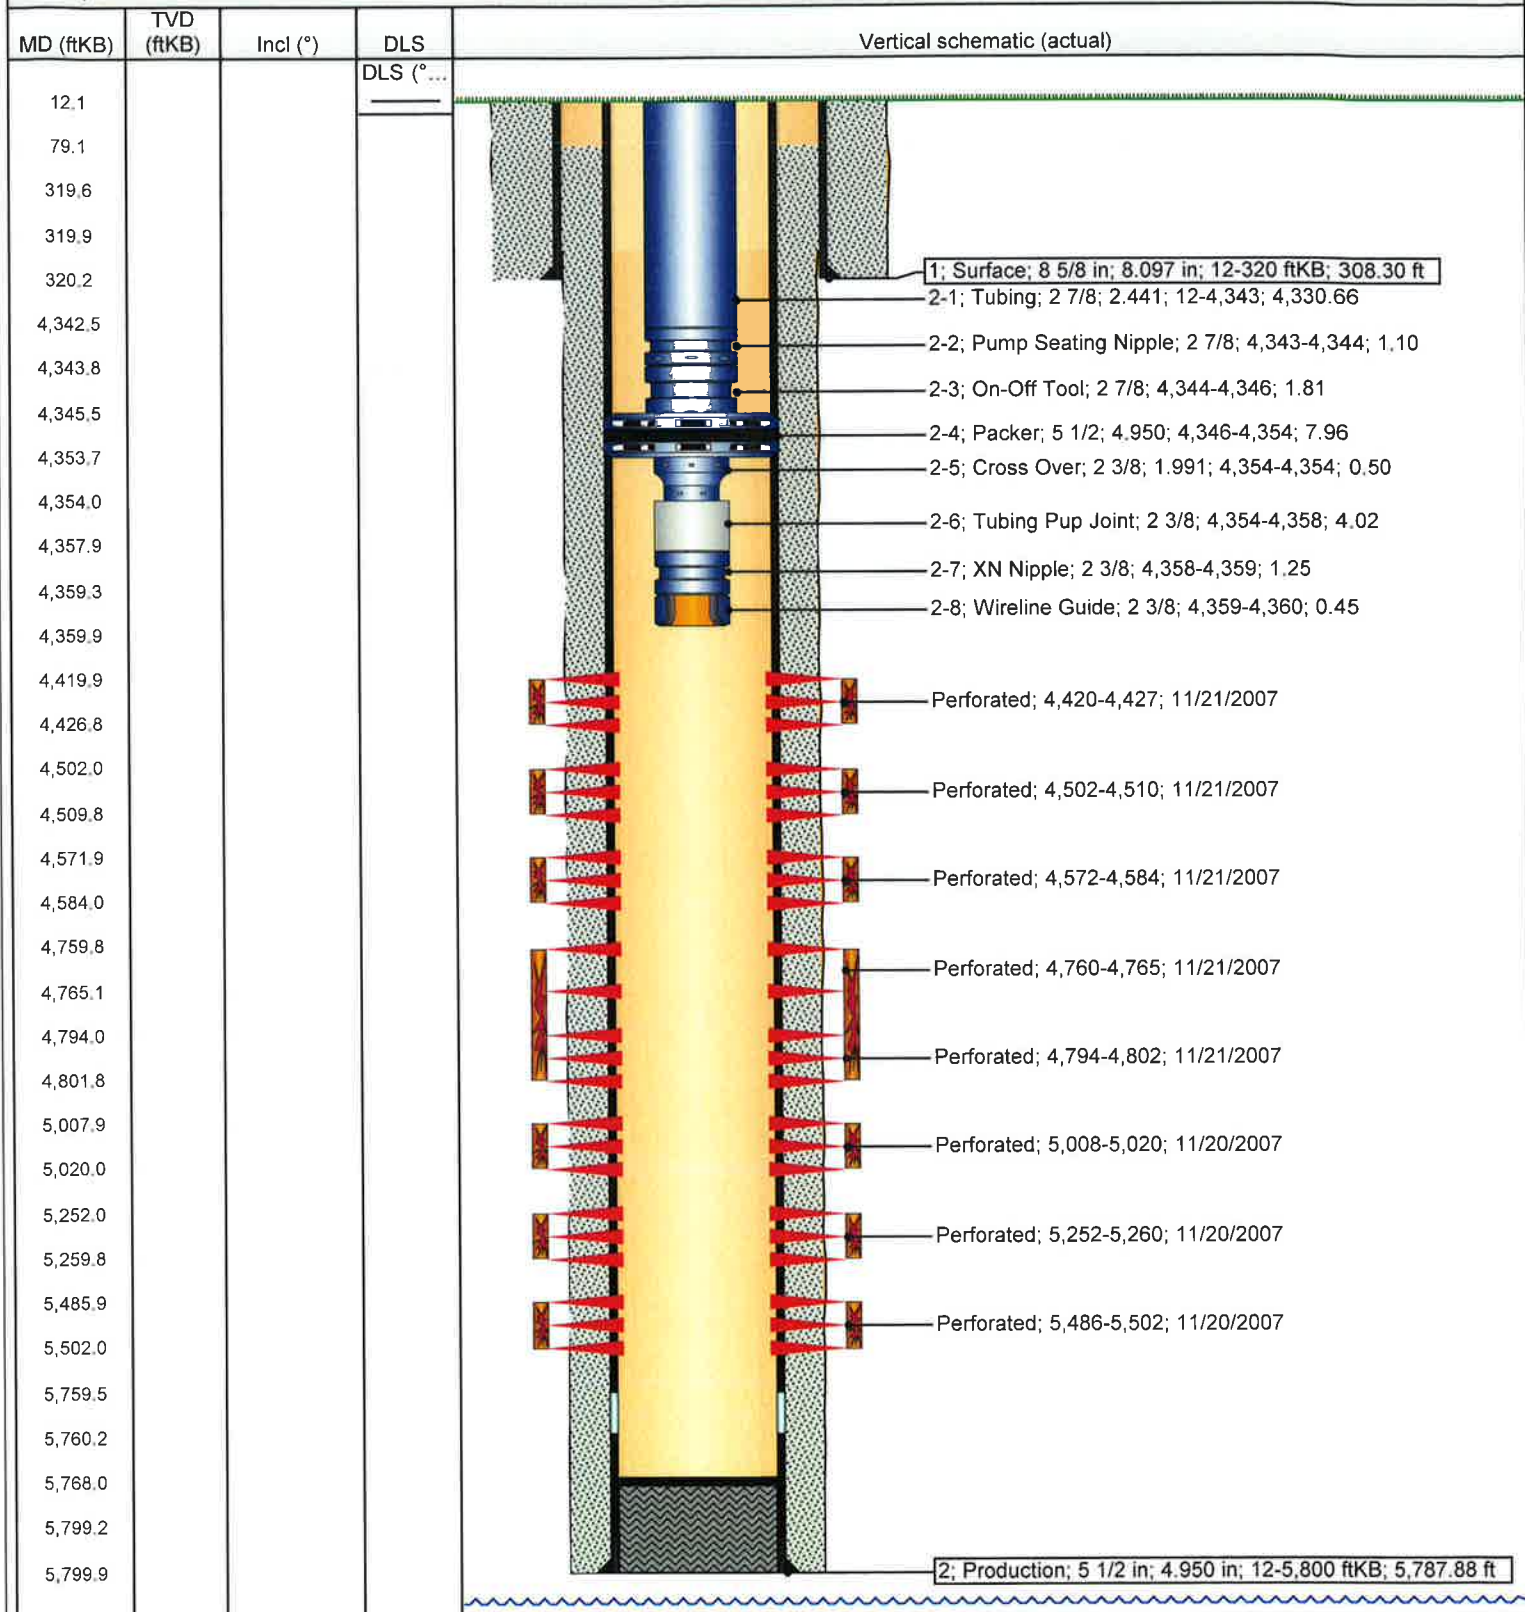 MD (ftKB) TVD (ftKB) Incl (°) DLS Vertical schematic (actual)
DLS (°...
12.1
79.1
319.6
319.9
320.2
1; Surface; 8 5/8 in; 8.097 in; 12-320 ftKB; 308.30 ft
2-1; Tubing; 2 7/8; 2.441; 12-4,343; 4,330.66
4,342.5
2-2; Pump Seating Nipple; 2 7/8; 4,343-4,344; 1.10
4,343.8
2-3; On-Off Tool; 2 7/8; 4,344-4,346; 1.81
4,345.5
2-4; Packer; 5 1/2; 4.950; 4,346-4,354; 7.96
4,353.7
2-5; Cross Over; 2 3/8; 1.991; 4,354-4,354; 0.50
4,354.0
2-6; Tubing Pup Joint; 2 3/8; 4,354-4,358; 4.02
4,357.9
2-7; XN Nipple; 2 3/8; 4,358-4,359; 1.25
4,359.3
2-8; Wireline Guide; 2 3/8; 4,359-4,360; 0.45
4,359.9
4,419.9
Perforated; 4,420-4,427; 11/21/2007
4,426.8
4,502.0
Perforated; 4,502-4,510; 11/21/2007
4,509.8
4,571.9
Perforated; 4,572-4,584; 11/21/2007
4,584.0
4,759.8
Perforated; 4,760-4,765; 11/21/2007
4,765.1
4,794.0
Perforated; 4,794-4,802; 11/21/2007
4,801.8
5,007.9
Perforated; 5,008-5,020; 11/20/2007
5,020.0
5,252.0
Perforated; 5,252-5,260; 11/20/2007
5,259.8
5,485.9
Perforated; 5,486-5,502; 11/20/2007
5,502.0
5,759.5
5,760.2
5,768.0
5,799.2
5,799.9
2; Production; 5 1/2 in; 4.950 in; 12-5,800 ftKB; 5,787.88 ft